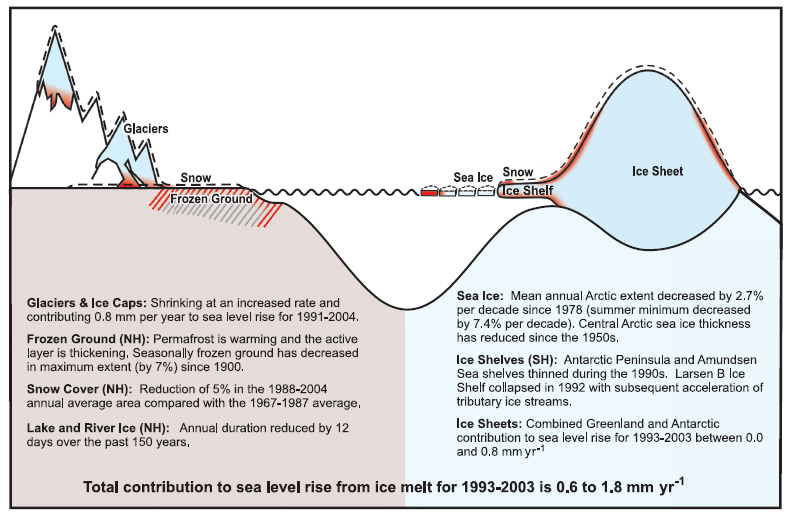 Glaciers
Snow
Frozen Ground
Sea Ice
Snow
Ice Shelf
Ice Sheet
Glaciers & Ice Caps: Shrinking at an increased rate and
contributing 0.8 mm per year to sea level rise for 1991-2004.
Frozen Ground (NH): Permafrost is warming and the active
layer is thickening, Seasonally frozen ground has decreased
in maximum extent (by 7%) since 1900.
Snow Cover (NH): Reduction of 5% in the 1988-2004
annual average area compared with the 1967-1987 average,
Lake and River Ice (NH): Annual duration reduced by 12
days over the past 150 years,
Sea Ice: Mean annual Arctic extent decreased by 2.7%
per decade since 1978 (summer minimum decreased
by 7.4% per decade). Central Arctic sea ice thickness
has reduced since the 1950s.
Ice Shelves (SH): Antarctic Peninsula and Amundsen
Sea shelves thinned during the 1990s. Larsen B Ice
Shelf collapsed in 1992 with subsequent acceleration of
tributary ice streams.
Ice Sheets: Combined Greenland and Antarctic
contribution to sea level rise for 1993-2003 between 0.0
and 0.8 mm yr⁻¹
Total contribution to sea level rise from ice melt for 1993-2003 is 0.6 to 1.8 mm yr⁻¹